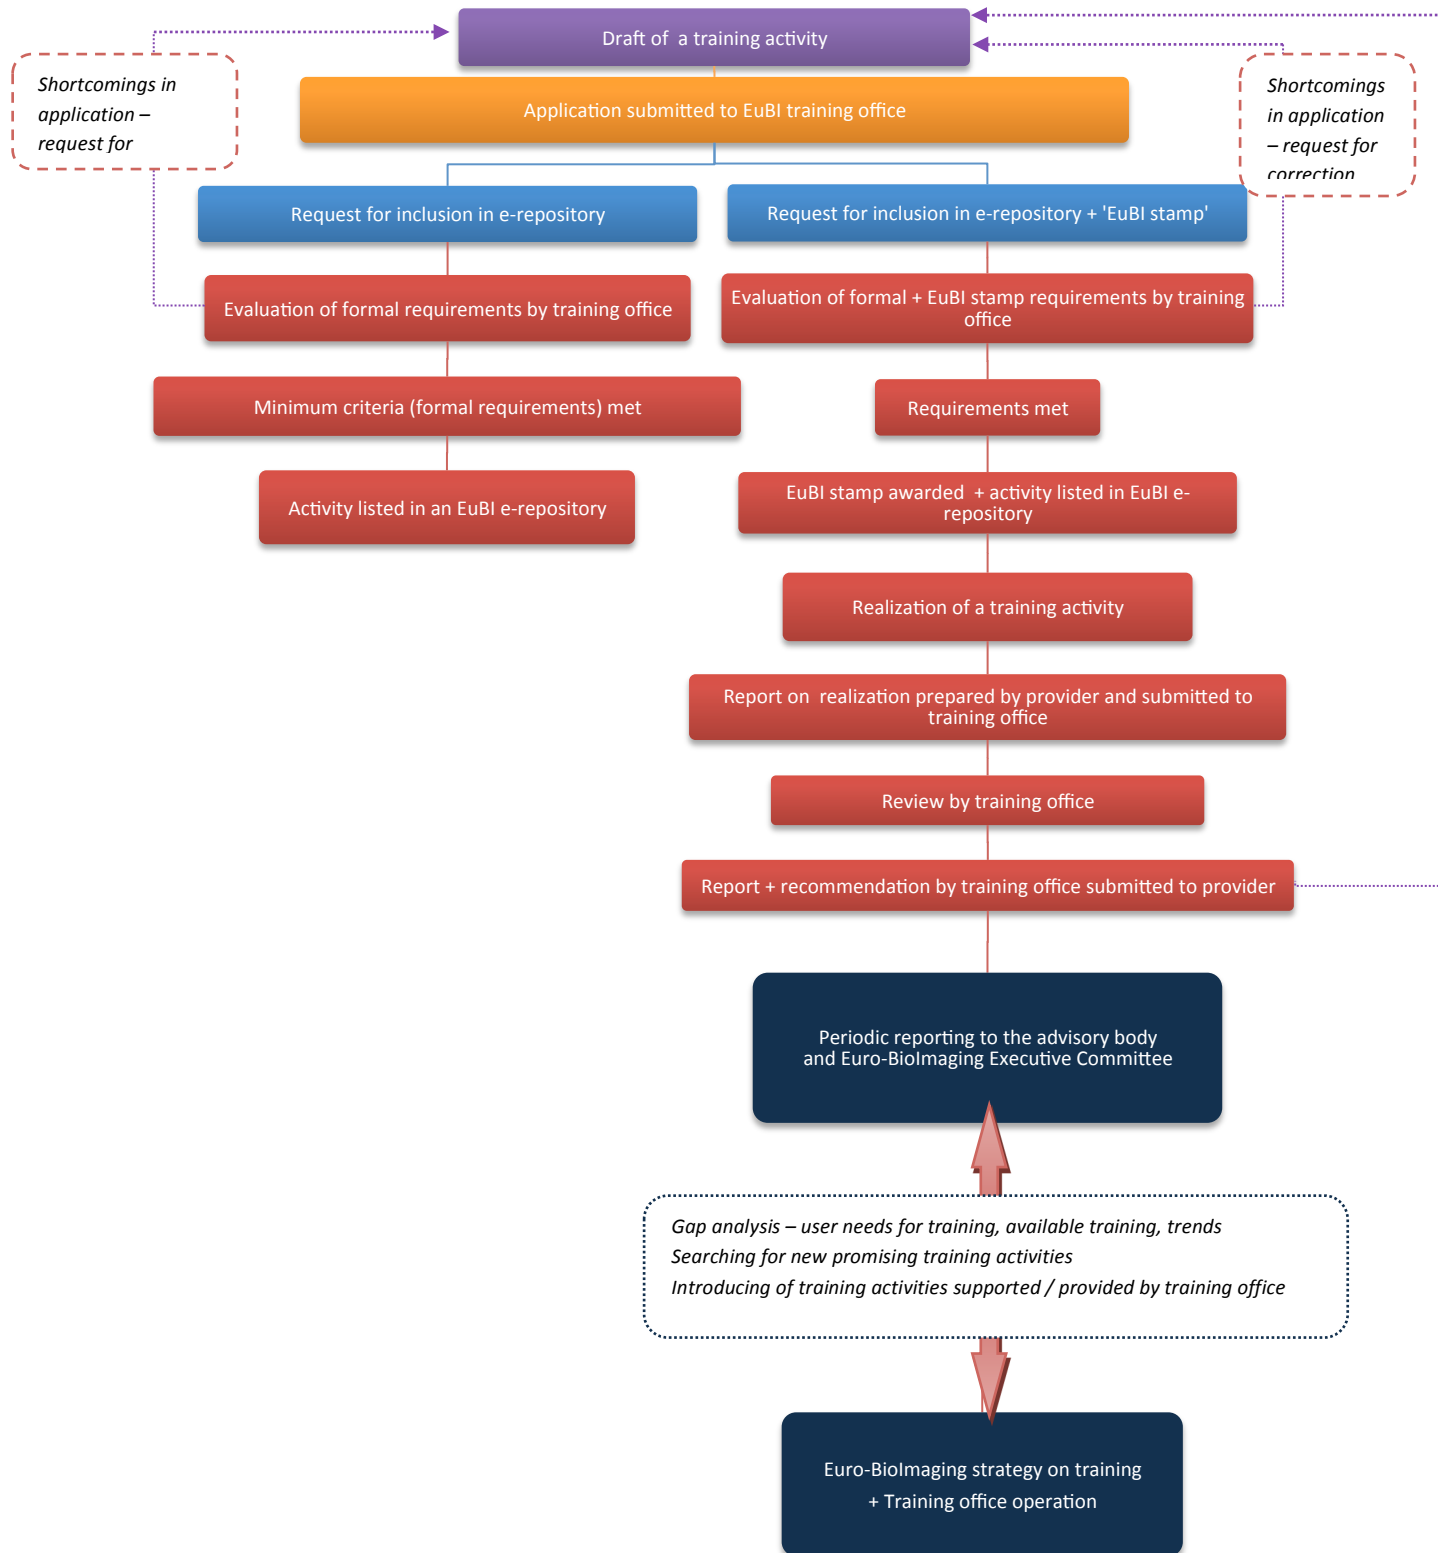 Draft of a training activity
Shortcomings in
application –
request for
Shortcomings
in application
– request for
correction
Application submitted to EuBI training office
Request for inclusion in e-repository
Request for inclusion in e-repository + 'EuBI stamp'
Evaluation of formal requirements by training office
Evaluation of formal + EuBI stamp requirements by training
office
Minimum criteria (formal requirements) met
Requirements met
Activity listed in an EuBI e-repository
EuBI stamp awarded + activity listed in EuBI e-
repository
Realization of a training activity
Report on realization prepared by provider and submitted to
training office
Review by training office
Report + recommendation by training office submitted to provider
Periodic reporting to the advisory body
and Euro-BioImaging Executive Committee
Gap analysis – user needs for training, available training, trends
Searching for new promising training activities
Introducing of training activities supported / provided by training office
Euro-BioImaging strategy on training
+ Training office operation